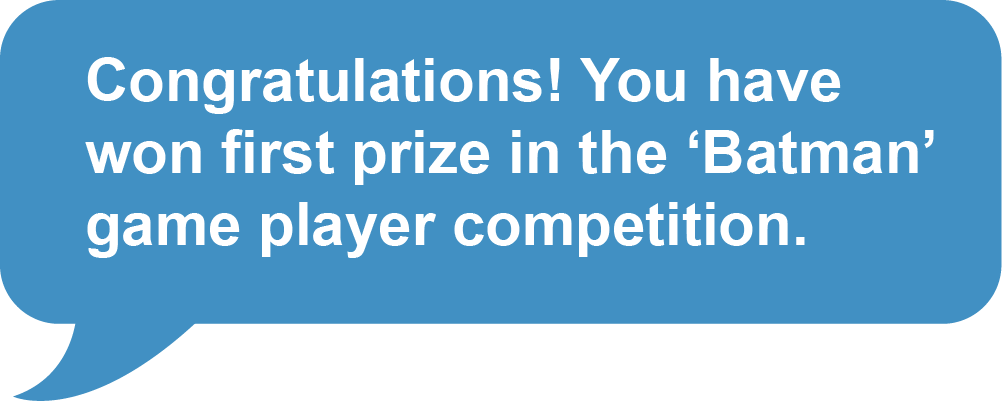 Congratulations! You have
won first prize in the ‘Batman’
game player competition.